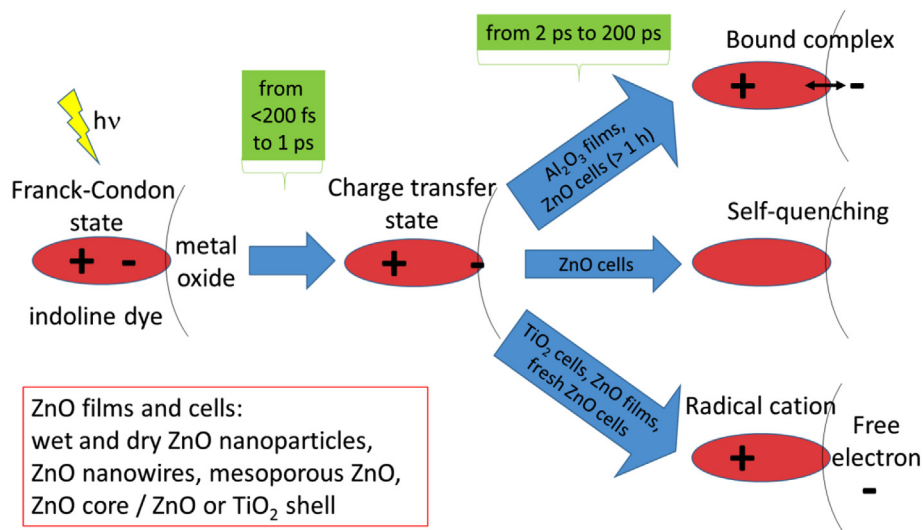 hν
Franck-Condon
state
+ -
metal
oxide
indoline dye
from
<200 fs
to 1 ps
Charge transfer
state
+ -
from 2 ps to 200 ps
Al₂O₃ films,
ZnO cells (> 1 h)
Bound complex
+ -
ZnO cells
Self-quenching
TiO₂ cells, ZnO films,
fresh ZnO cells
Radical cation
+
Free
electron
-
ZnO films and cells:
wet and dry ZnO nanoparticles,
ZnO nanowires, mesoporous ZnO,
ZnO core / ZnO or TiO₂ shell